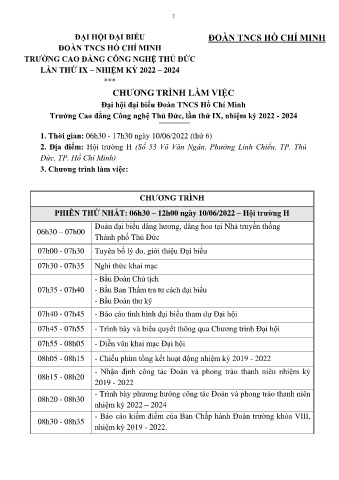 2
ĐẠI HỘI ĐẠI BIỂU
ĐOÀN TNCS HỒ CHÍ MINH
ĐOÀN TNCS HỒ CHÍ MINH
TRƯỜNG CAO ĐẲNG CÔNG NGHỆ THỦ ĐỨC
LẦN THỨ IX – NHIỆM KỲ 2022 – 2024
***
CHƯƠNG TRÌNH LÀM VIỆC
Đại hội đại biểu Đoàn TNCS Hồ Chí Minh
Trường Cao đẳng Công nghệ Thủ Đức, lần thứ IX, nhiệm kỳ 2022 - 2024
1. Thời gian: 06h30 - 17h30 ngày 10/06/2022 (thứ 6)
2. Địa điểm: Hội trường H (Số 53 Võ Văn Ngân, Phường Linh Chiểu, TP. Thủ
Đức, TP. Hồ Chí Minh)
3. Chương trình làm việc:
CHƯƠNG TRÌNH
PHIÊN THỨ NHẤT: 06h30 – 12h00 ngày 10/06/2022 – Hội trường H
06h30 – 07h00
Đoàn đại biểu dâng hương, dâng hoa tại Nhà truyền thống
Thành phố Thủ Đức
07h00 - 07h30 Tuyên bố lý do, giới thiệu Đại biểu
07h30 - 07h35 Nghi thức khai mạc
07h35 - 07h40
- Bầu Đoàn Chủ tịch
- Bầu Ban Thẩm tra tư cách đại biểu
- Bầu Đoàn thư ký
07h40 - 07h45 - Báo cáo tình hình đại biểu tham dự Đại hội
07h45 - 07h55 - Trình bày và biểu quyết thông qua Chương trình Đại hội
07h55 - 08h05 - Diễn văn khai mạc Đại hội
08h05 - 08h15 - Chiếu phim tổng kết hoạt động nhiệm kỳ 2019 - 2022
08h15 - 08h20
- Nhận định công tác Đoàn và phong trào thanh niên nhiệm kỳ
2019 - 2022
08h20 - 08h30
- Trình bày phương hướng công tác Đoàn và phong trào thanh niên
nhiệm kỳ 2022 – 2024
08h30 - 08h35
- Báo cáo kiểm điểm của Ban Chấp hành Đoàn trường khóa VIII,
nhiệm kỳ 2019 - 2022.